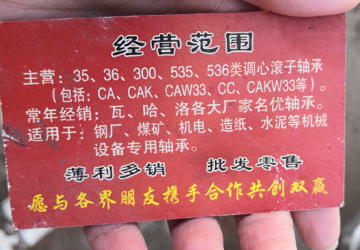 经营范围
主营：35、36、300、535、536类调心滚子轴承
（包括：CA、CAK、CAW33、CC、CAKW33等）。
常年经销：瓦、哈、洛各大厂家名优轴承。
适用于：钢厂、煤矿、机电、造纸、水泥等机械
设备专用轴承。
薄利多销 批发零售
愿与各界朋友携手合作共创双赢